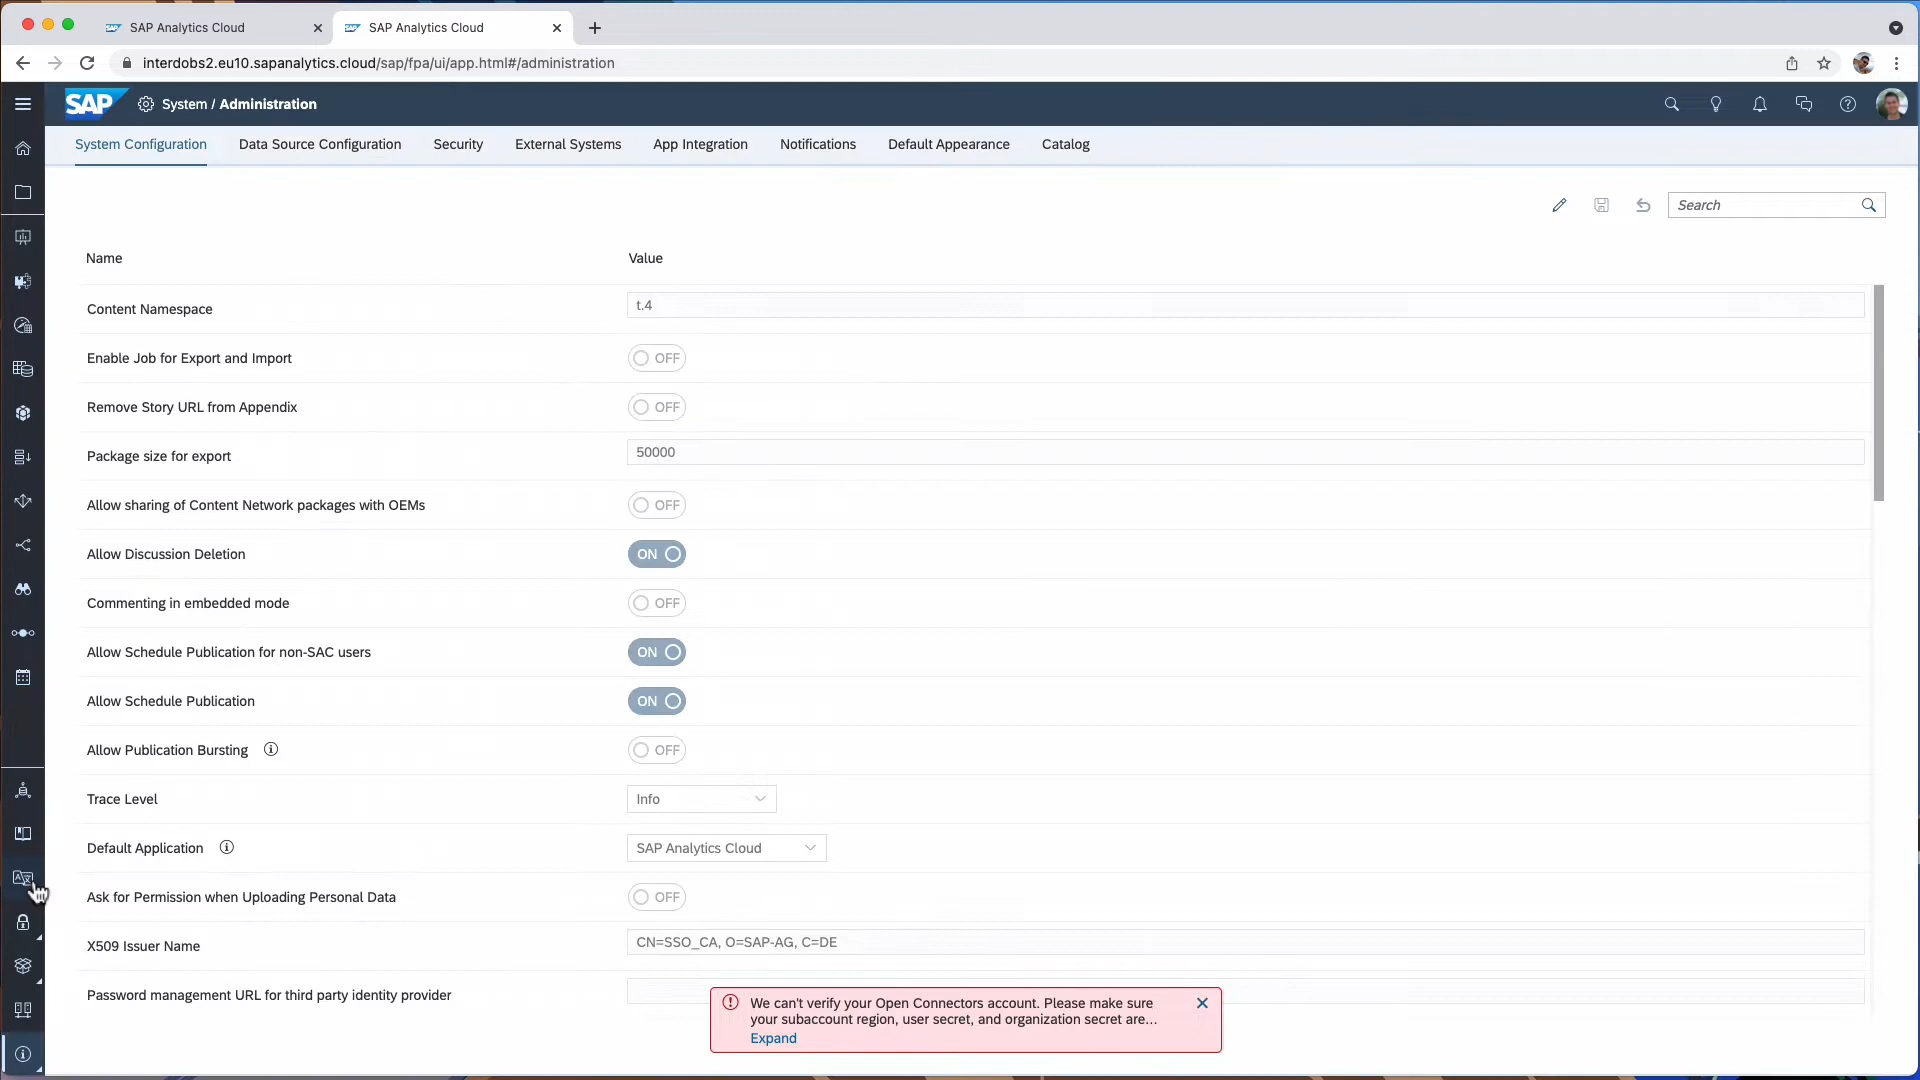 SAP Analytics Cloud
SAP Analytics Cloud
interdobs2.eu10.sapanalytics.cloud/sap/fpa/ui/app.html#/administration
SAP System / Administration
System Configuration Data Source Configuration Security External Systems App Integration Notifications Default Appearance Catalog
Search
Name Value
Content Namespace t.4
Enable Job for Export and Import OFF
Remove Story URL from Appendix OFF
Package size for export 50000
Allow sharing of Content Network packages with OEMs OFF
Allow Discussion Deletion ON
Commenting in embedded mode OFF
Allow Schedule Publication for non-SAC users ON
Allow Schedule Publication ON
Allow Publication Bursting OFF
Trace Level Info
Default Application SAP Analytics Cloud
Ask for Permission when Uploading Personal Data OFF
X509 Issuer Name CN=SSO_CA, O=SAP-AG, C=DE
Password management URL for third party identity provider
We can't verify your Open Connectors account. Please make sure
your subaccount region, user secret, and organization secret are...
Expand